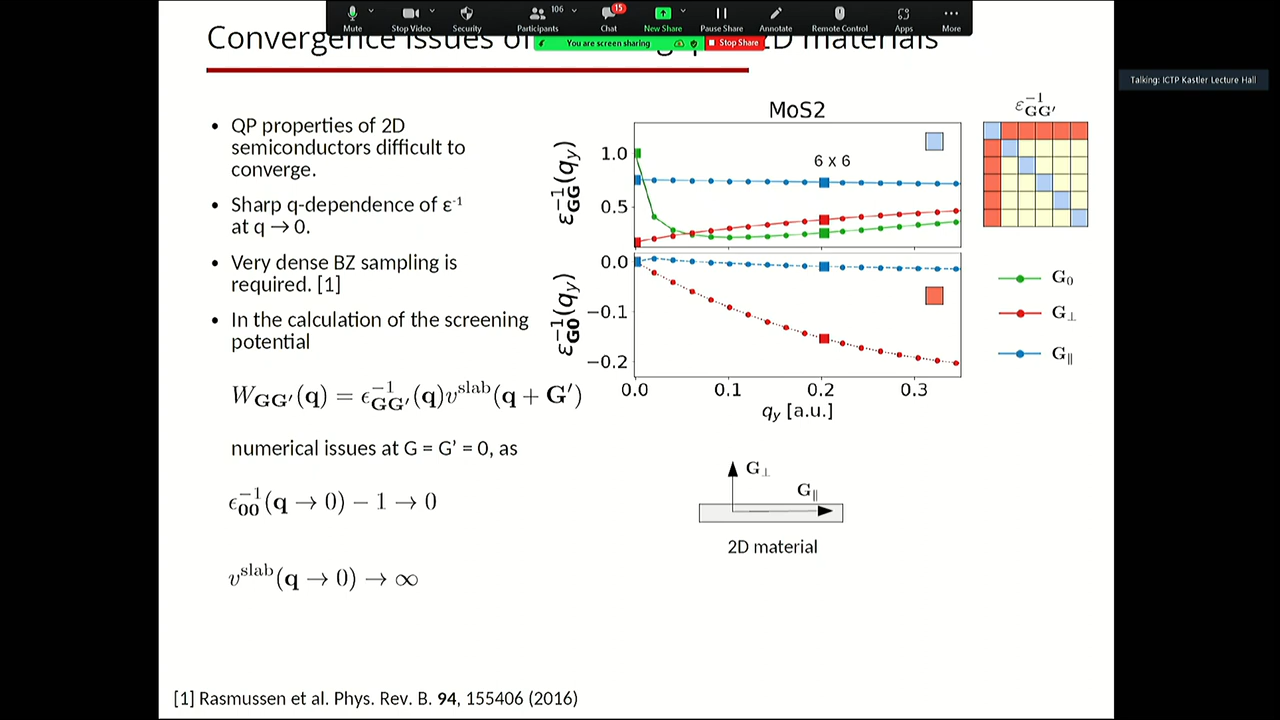 106
15
Mute
Stop Video
Security
Participants
Chat
New Share
Pause Share
Annotate
Remote Control
Apps
More
You are screen sharing
Stop Share
Talking: ICTP Kastler Lecture Hall
Convergence issues of
2D materials
• QP properties of 2D
semiconductors difficult to
converge.
• Sharp q-dependence of ε⁻¹
at q → 0.
• Very dense BZ sampling is
required. [1]
• In the calculation of the screening
potential
W_GG′(q) = ϵ⁻¹_GG′(q)v^slab(q + G′)
numerical issues at G = G' = 0, as
ϵ⁻¹_00(q → 0) − 1 → 0
v^slab(q → 0) → ∞
MoS2
ε⁻¹_GG(q_y)
1.0
0.5
6 x 6
ε⁻¹_G0(q_y)
0.0
−0.1
−0.2
0.0
0.1
0.2
0.3
q_y [a.u.]
ε⁻¹_GG′
G₀
G⊥
G∥
G⊥
G∥
2D material
[1] Rasmussen et al. Phys. Rev. B. 94, 155406 (2016)